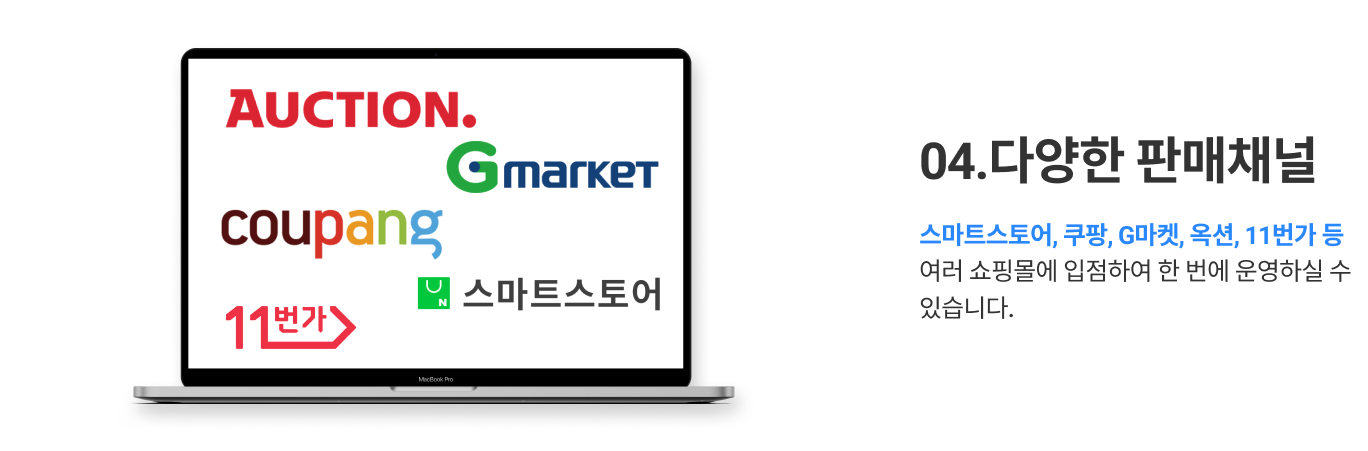 AUCTION.
Gmarket
coupang
N 스마트스토어
11번가
MacBook Pro
04.다양한 판매채널
스마트스토어, 쿠팡, G마켓, 옥션, 11번가 등
여러 쇼핑몰에 입점하여 한 번에 운영하실 수
있습니다.